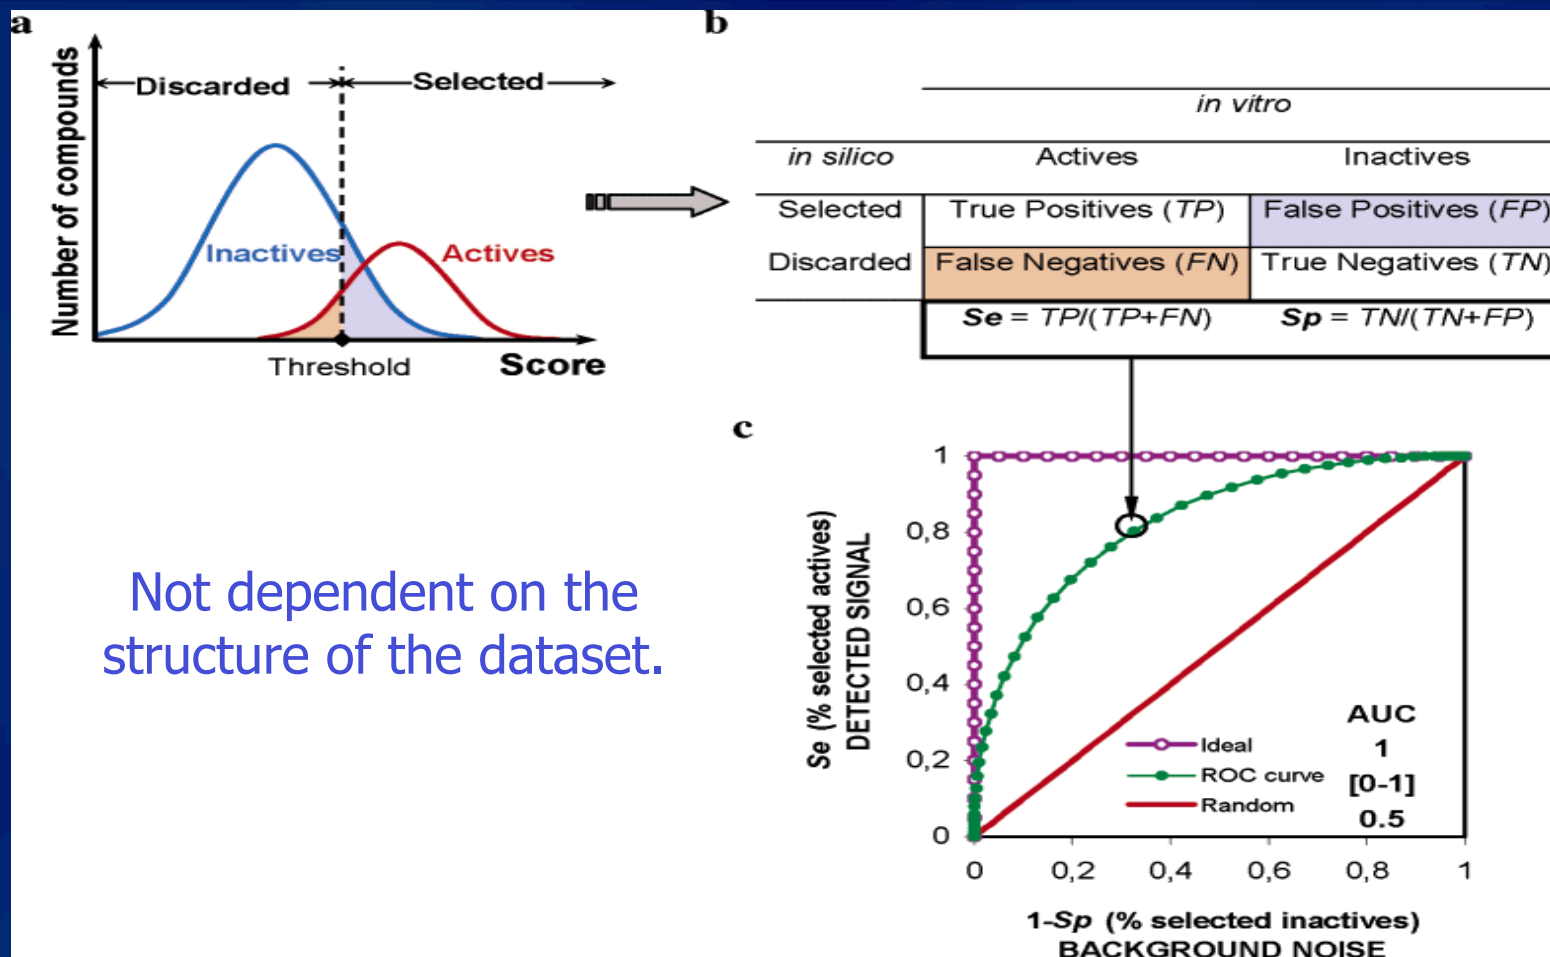 a
Number of compounds
Discarded
Selected
Inactives
Actives
Threshold
Score
b
in vitro
in silico
Actives
Inactives
Selected
True Positives (TP)
False Positives (FP)
Discarded
False Negatives (FN)
True Negatives (TN)
Se = TP/(TP+FN)
Sp = TN/(TN+FP)
Not dependent on the
structure of the dataset.
c
Se (% selected actives)
DETECTED SIGNAL
1
0,8
0,6
0,4
0,2
0
AUC
Ideal
1
ROC curve
[0-1]
Random
0.5
0
0,2
0,4
0,6
0,8
1
1-Sp (% selected inactives)
BACKGROUND NOISE